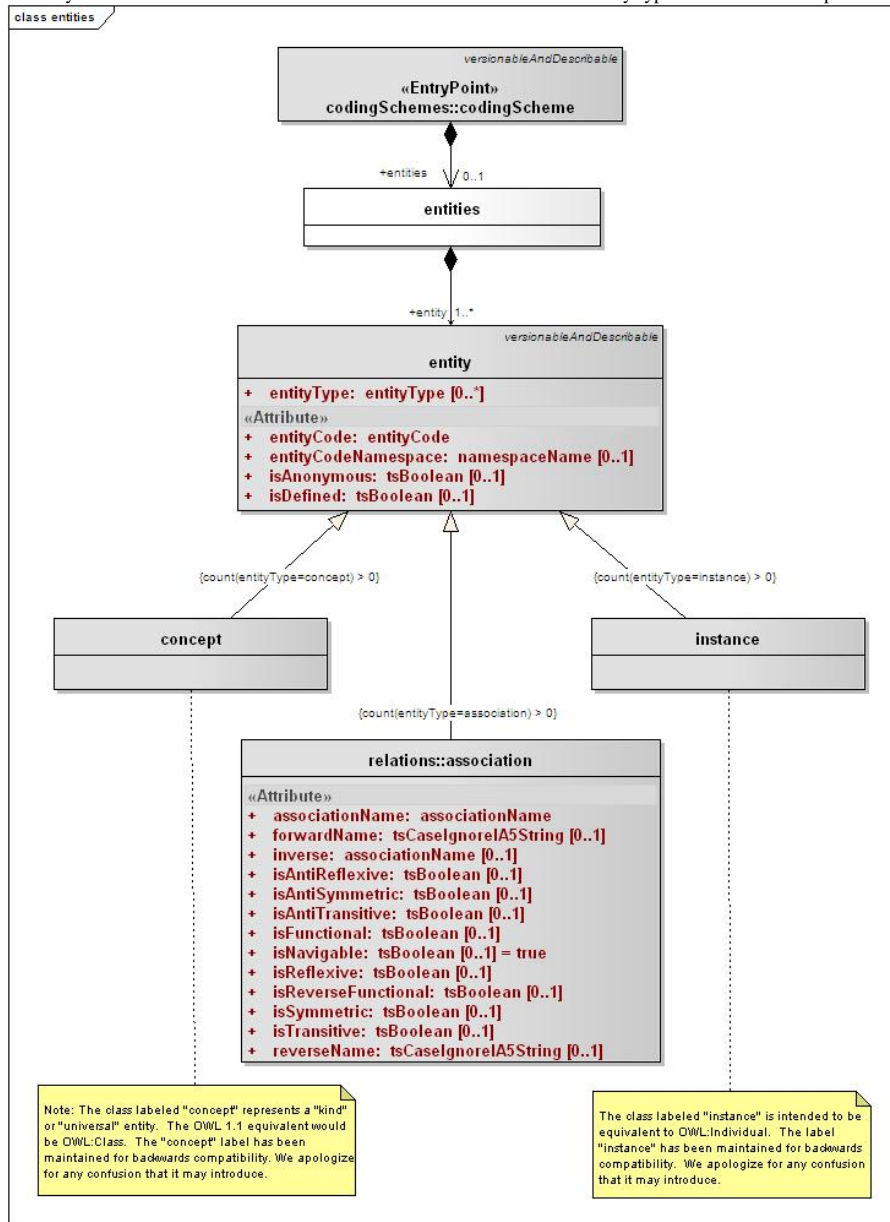 class entities
versionableAndDescribable
«EntryPoint»
codingSchemes::codingScheme
+entities
0..1
entities
+entity
1..*
versionableAndDescribable
entity
+ entityType: entityType [0..*]
«Attribute»
+ entityCode: entityCode
+ entityCodeNamespace: namespaceName [0..1]
+ isAnonymous: tsBoolean [0..1]
+ isDefined: tsBoolean [0..1]
{count(entityType=concept) > 0}
{count(entityType=instance) > 0}
concept
instance
{count(entityType=association) > 0}
relations::association
«Attribute»
+ associationName: associationName
+ forwardName: tsCaseIgnoreIA5String [0..1]
+ inverse: associationName [0..1]
+ isAntiReflexive: tsBoolean [0..1]
+ isAntiSymmetric: tsBoolean [0..1]
+ isAntiTransitive: tsBoolean [0..1]
+ isFunctional: tsBoolean [0..1]
+ isNavigable: tsBoolean [0..1] = true
+ isReflexive: tsBoolean [0..1]
+ isReverseFunctional: tsBoolean [0..1]
+ isSymmetric: tsBoolean [0..1]
+ isTransitive: tsBoolean [0..1]
+ reverseName: tsCaseIgnoreIA5String [0..1]
Note: The class labeled "concept" represents a "kind"
or "universal" entity. The OWL 1.1 equivalent would
be OWL:Class. The "concept" label has been
maintained for backwards compatibility. We apologize
for any confusion that it may introduce.
The class labeled "instance" is intended to be
equivalent to OWL:Individual. The label
"instance" has been maintained for backwards
compatibility. We apologize for any confusion
that it may introduce.